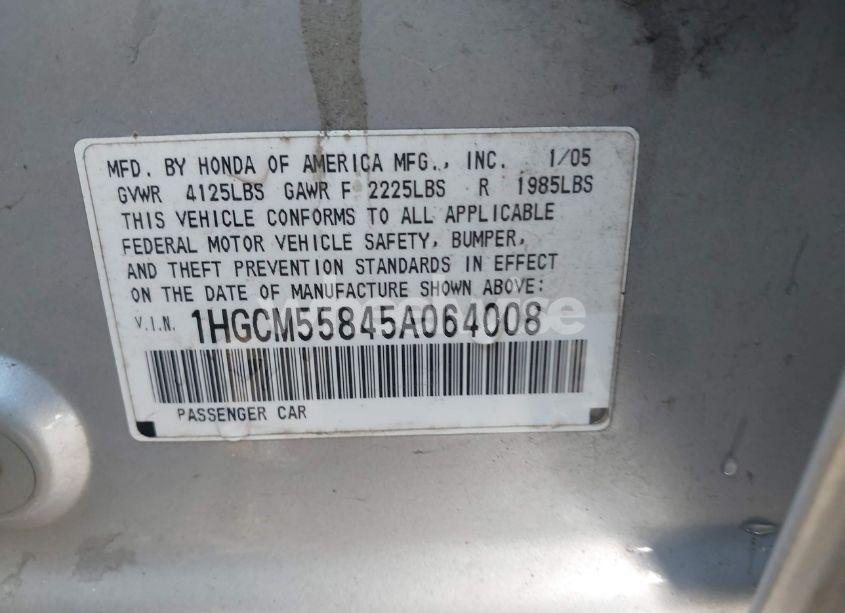 MFD. BY HONDA OF AMERICA MFG., INC. 1/05
GVWR 4125LBS GAWR F 2225LBS R 1985LBS
THIS VEHICLE CONFORMS TO ALL APPLICABLE
FEDERAL MOTOR VEHICLE SAFETY, BUMPER,
AND THEFT PREVENTION STANDARDS IN EFFECT
ON THE DATE OF MANUFACTURE SHOWN ABOVE:
V.I.N. 1HGCM55845A064008
PASSENGER CAR